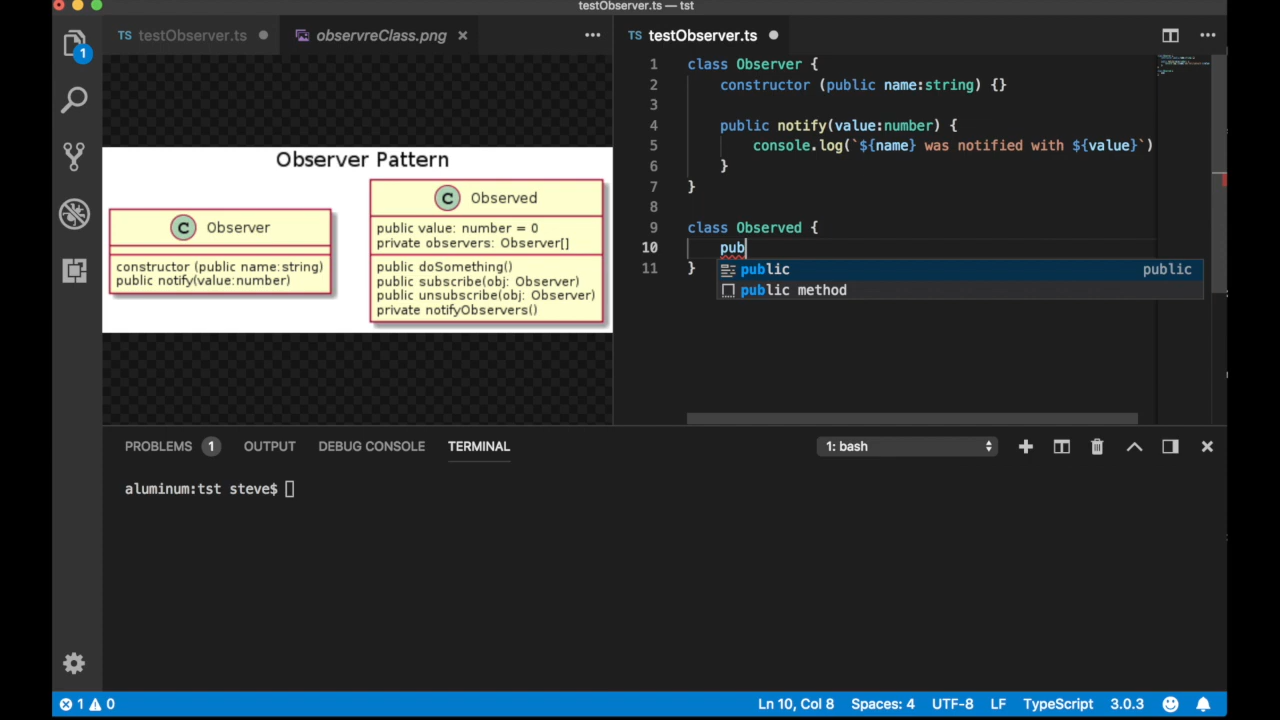 testObserver.ts — tst
TS testObserver.ts
observreClass.png
TS testObserver.ts
1
Observer Pattern
C Observer
constructor (public name:string)
public notify(value:number)
C Observed
public value: number = 0
private observers: Observer[]
public doSomething()
public subscribe(obj: Observer)
public unsubscribe(obj: Observer)
private notifyObservers()
1 class Observer {
2 constructor (public name:string) {}
3
4 public notify(value:number) {
5 console.log(`${name} was notified with ${value}`)
6 }
7 }
8
9 class Observed {
10 pub
11 }
public public
public method
PROBLEMS 1 OUTPUT DEBUG CONSOLE TERMINAL 1: bash
aluminum:tst steve$
1 0 Ln 10, Col 8 Spaces: 4 UTF-8 LF TypeScript 3.0.3